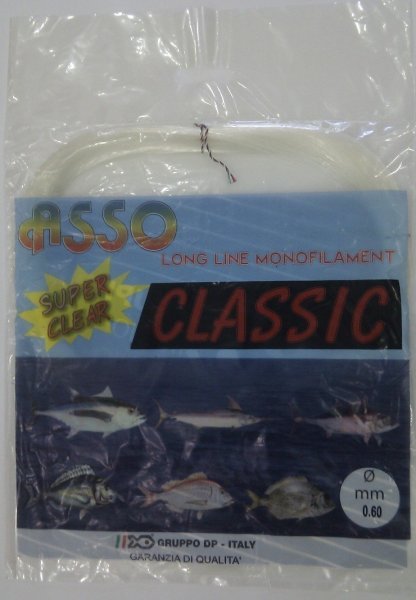 ASSO
LONG LINE MONOFILAMENT
SUPER
CLEAR
CLASSIC
Ø
mm
0.60
GRUPPO DP - ITALY
GARANZIA DI QUALITA'